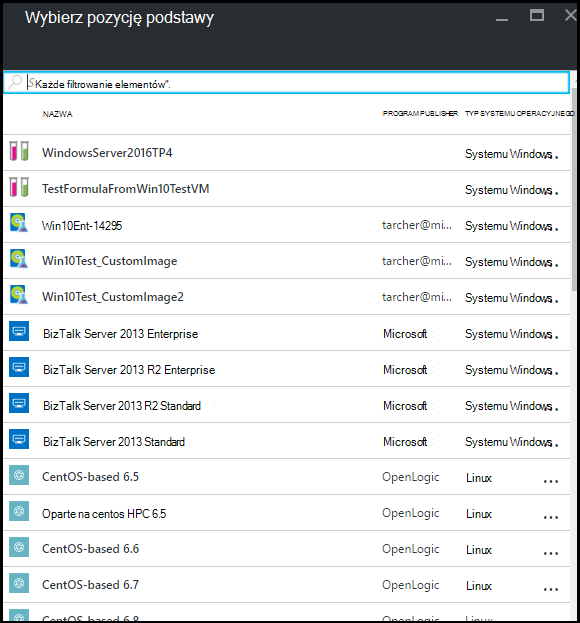 Wybierz pozycję podstawy
Każde filtrowanie elementów".
NAZWA PROGRAM PUBLISHER TYP SYSTEMU OPERACYJNEGO
WindowsServer2016TP4 Systemu Windows...
TestFormulaFromWin10TestVM Systemu Windows...
Win10Ent-14295 tarcher@mi... Systemu Windows...
Win10Test_CustomImage tarcher@mi... Systemu Windows...
Win10Test_CustomImage2 tarcher@mi... Systemu Windows...
BizTalk Server 2013 Enterprise Microsoft Systemu Windows...
BizTalk Server 2013 R2 Enterprise Microsoft Systemu Windows...
BizTalk Server 2013 R2 Standard Microsoft Systemu Windows...
BizTalk Server 2013 Standard Microsoft Systemu Windows...
CentOS-based 6.5 OpenLogic Linux ...
Oparte na centos HPC 6.5 OpenLogic Linux ...
CentOS-based 6.6 OpenLogic Linux ...
CentOS-based 6.7 OpenLogic Linux ...
CentOS-based 6.8 OpenLogic Linux